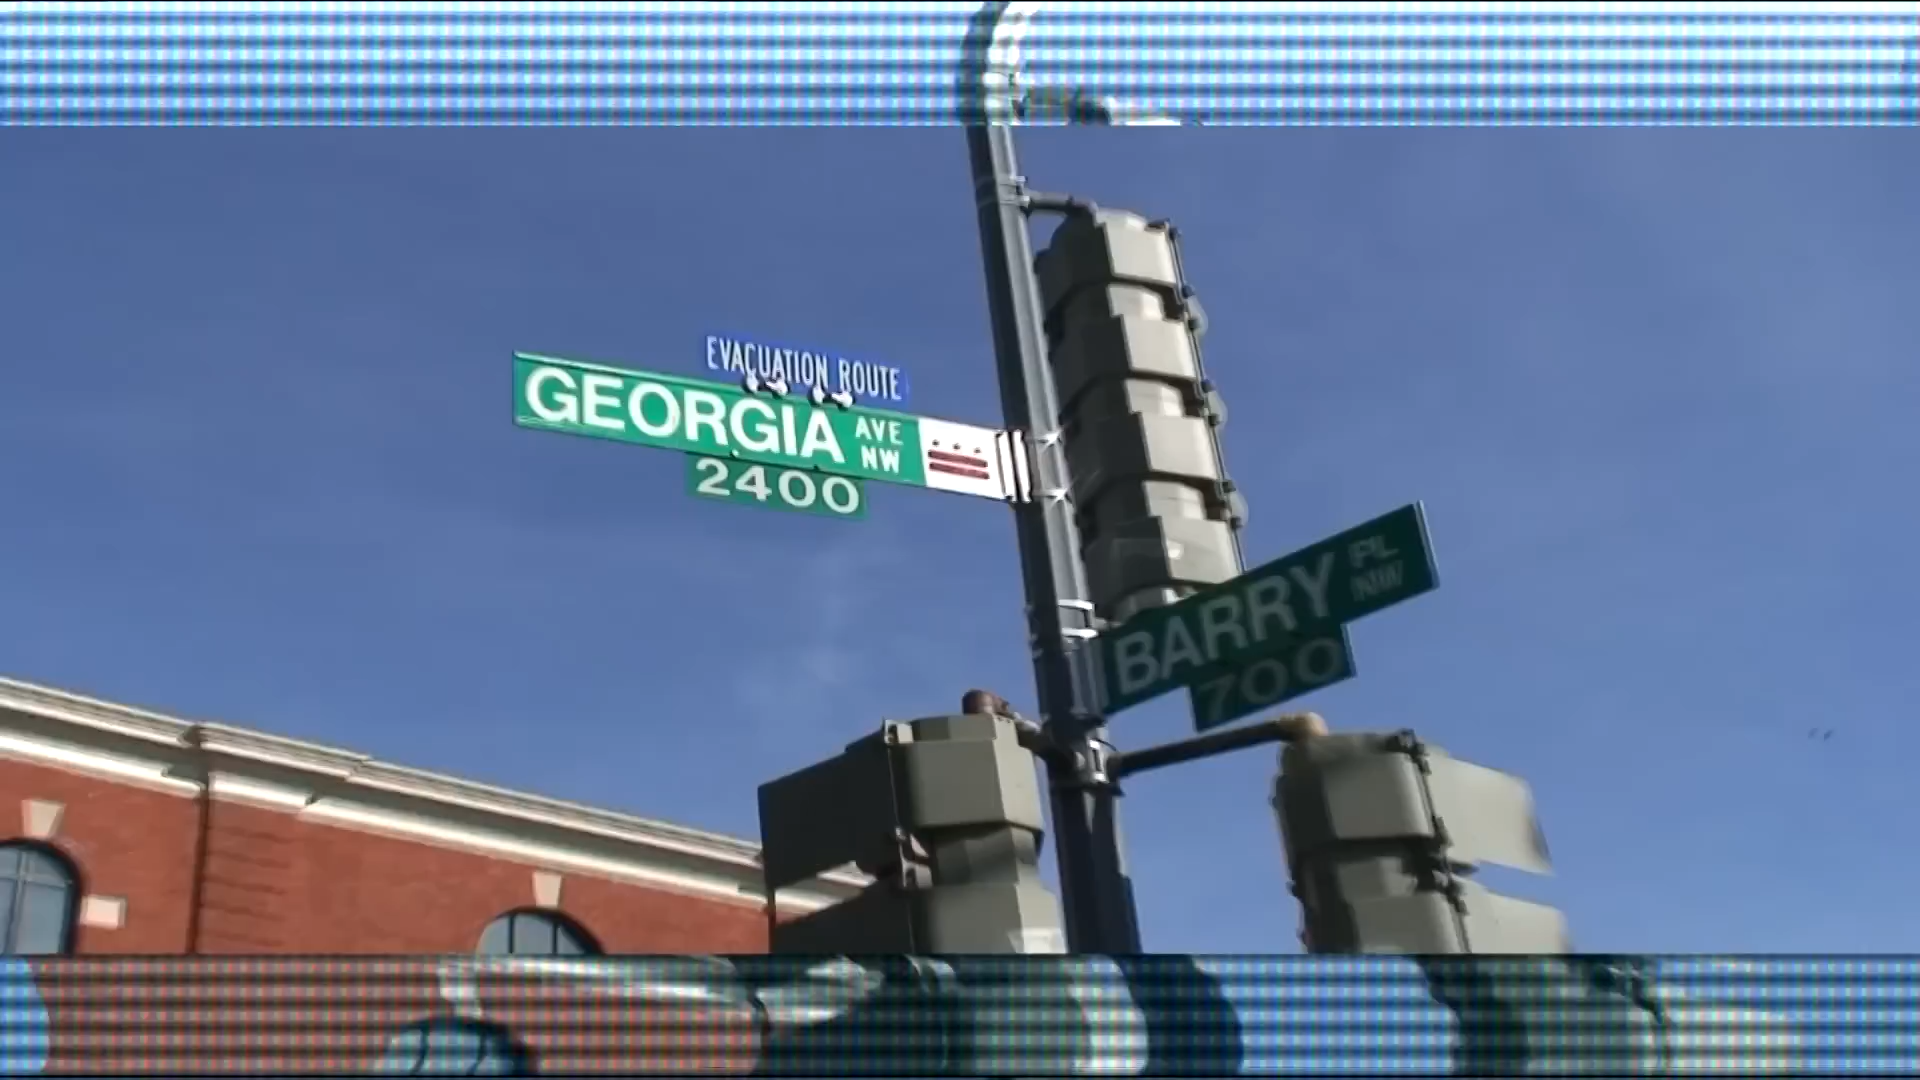 EVACUATION ROUTE
GEORGIA AVE NW
2400
BARRY PL NW
700